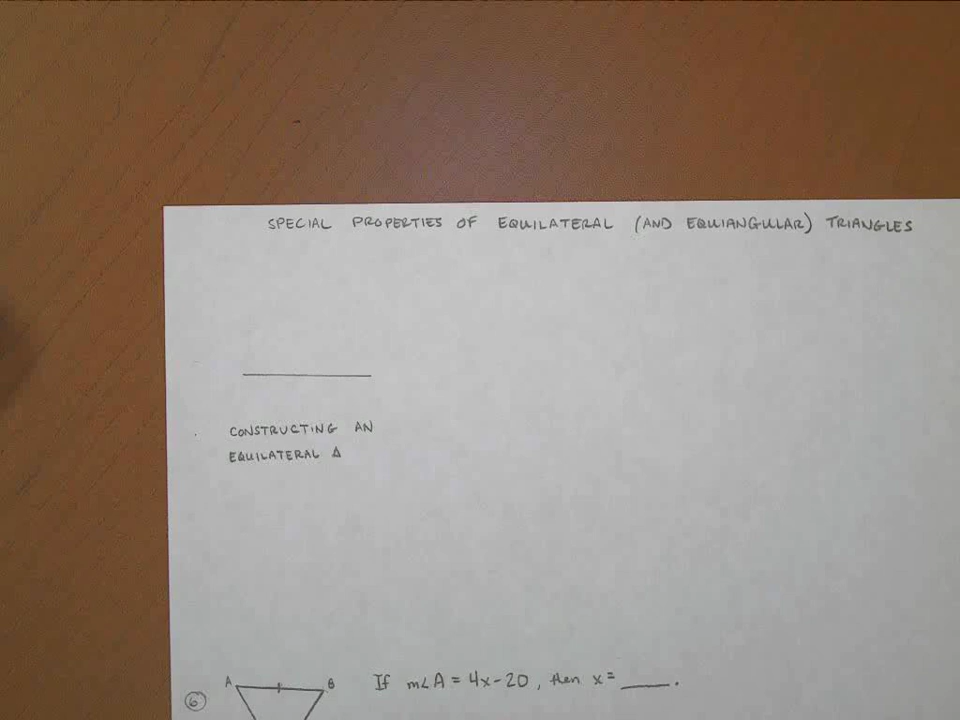 SPECIAL PROPERTIES OF EQUILATERAL (AND EQUIANGULAR) TRIANGLES
CONSTRUCTING AN
EQUILATERAL Δ
A B If m∠A = 4x-20, then x= ____.
6